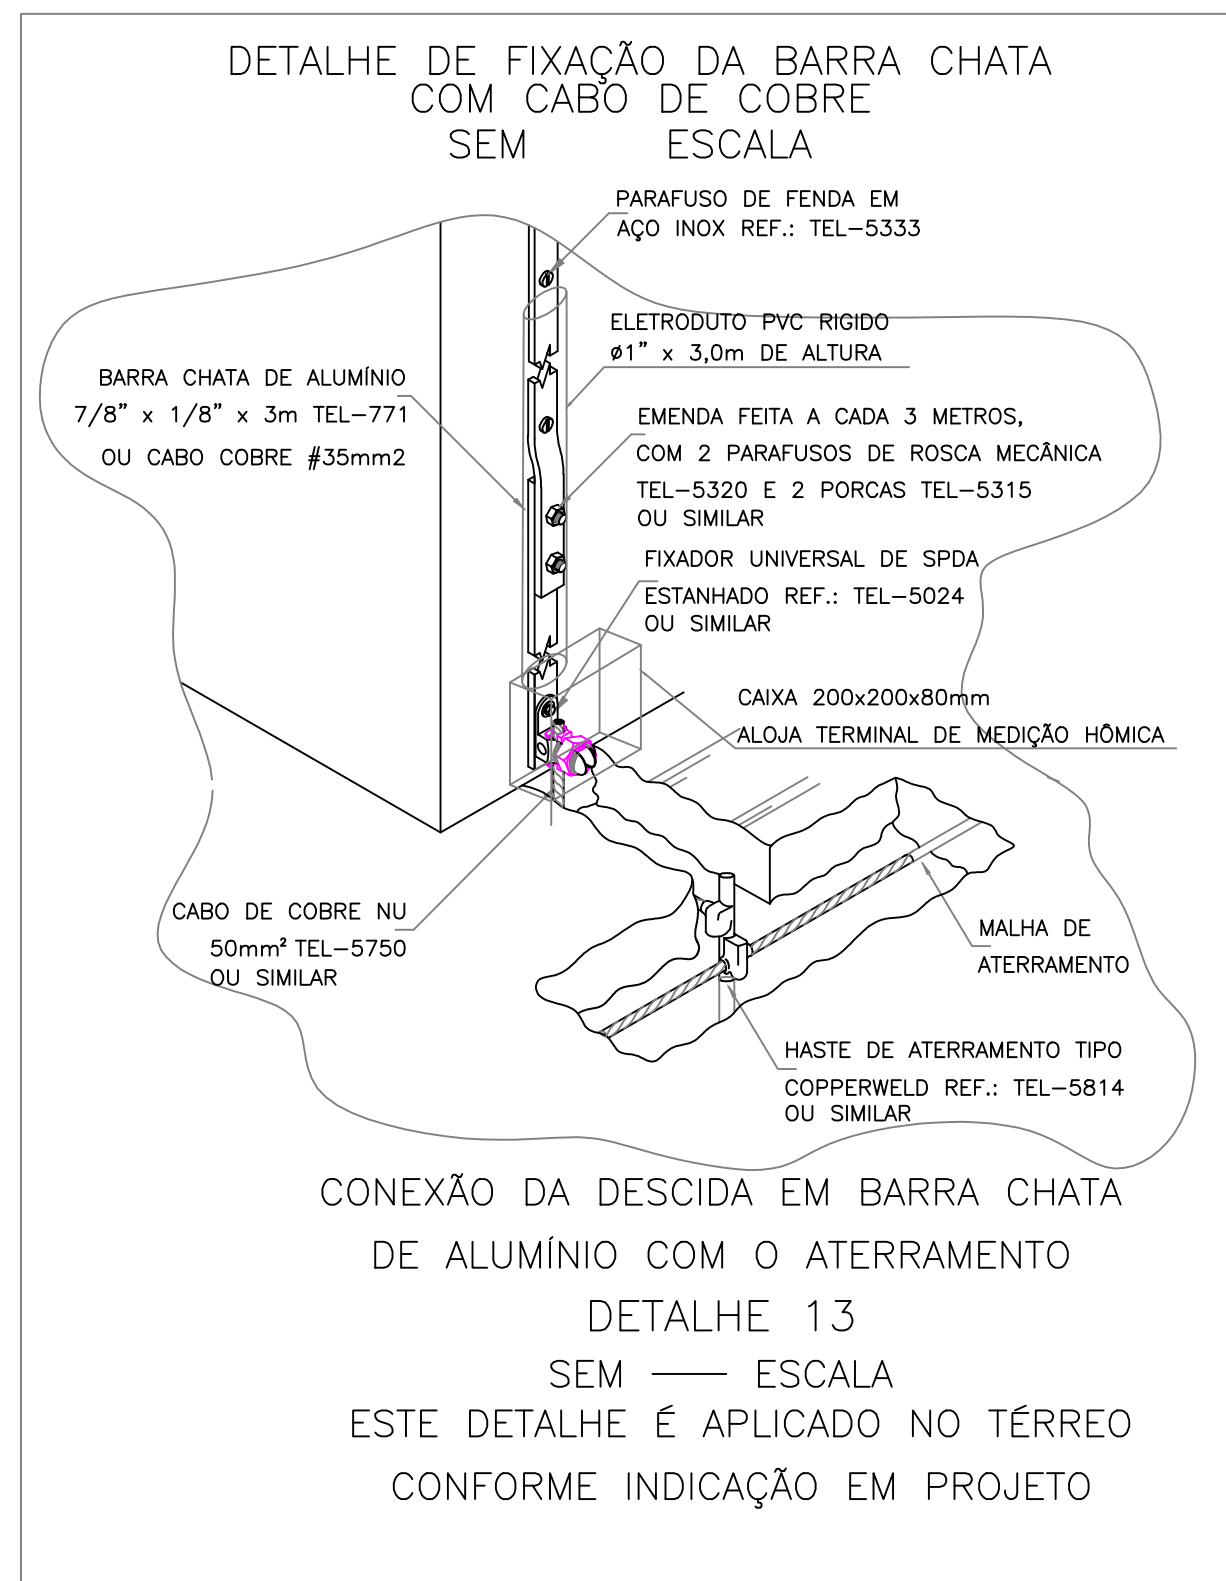 DETALHE DE FIXAÇÃO DA BARRA CHATA
COM CABO DE COBRE
SEM ESCALA
PARAFUSO DE FENDA EM
AÇO INOX REF.: TEL-5333
ELETRODUTO PVC RIGIDO
ø1" x 3,0m DE ALTURA
BARRA CHATA DE ALUMÍNIO
7/8" x 1/8" x 3m TEL-771
OU CABO COBRE #35mm2
EMENDA FEITA A CADA 3 METROS,
COM 2 PARAFUSOS DE ROSCA MECÂNICA
TEL-5320 E 2 PORCAS TEL-5315
OU SIMILAR
FIXADOR UNIVERSAL DE SPDA
ESTANHADO REF.: TEL-5024
OU SIMILAR
CAIXA 200x200x80mm
ALOJA TERMINAL DE MEDIÇÃO HÔMICA
CABO DE COBRE NU
50mm² TEL-5750
OU SIMILAR
MALHA DE
ATERRAMENTO
HASTE DE ATERRAMENTO TIPO
COPPERWELD REF.: TEL-5814
OU SIMILAR
CONEXÃO DA DESCIDA EM BARRA CHATA
DE ALUMÍNIO COM O ATERRAMENTO
DETALHE 13
SEM — ESCALA
ESTE DETALHE É APLICADO NO TÉRREO
CONFORME INDICAÇÃO EM PROJETO